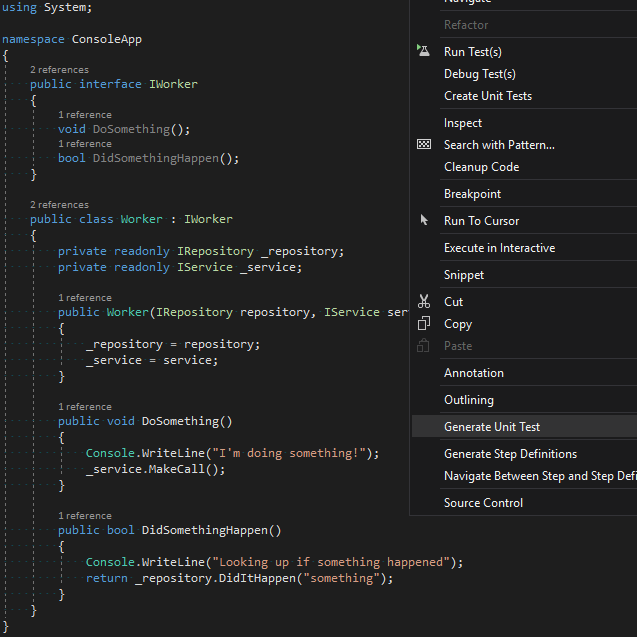 using System;
namespace ConsoleApp
{
2 references
public interface IWorker
{
1 reference
void DoSomething();
1 reference
bool DidSomethingHappen();
}
2 references
public class Worker : IWorker
{
private readonly IRepository _repository;
private readonly IService _service;
1 reference
public Worker(IRepository repository, IService ser
{
_repository = repository;
_service = service;
}
1 reference
public void DoSomething()
{
Console.WriteLine("I'm doing something!");
_service.MakeCall();
}
1 reference
public bool DidSomethingHappen()
{
Console.WriteLine("Looking up if something happened");
return _repository.DidItHappen("something");
}
}
}
Navigate
Refactor
Run Test(s)
Debug Test(s)
Create Unit Tests
Inspect
Search with Pattern...
Cleanup Code
Breakpoint
Run To Cursor
Execute in Interactive
Snippet
Cut
Copy
Paste
Annotation
Outlining
Generate Unit Test
Generate Step Definitions
Navigate Between Step and Step Defi
Source Control